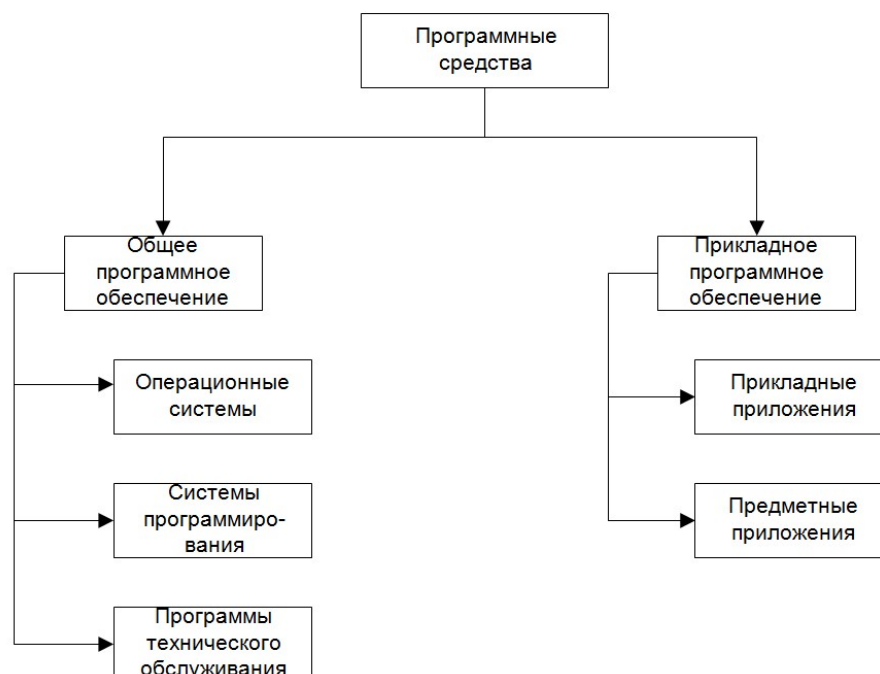 Программные
средства
Общее
программное
обеспечение
Прикладное
программное
обеспечение
Операционные
системы
Прикладные
приложения
Системы
программиро-
вания
Предметные
приложения
Программы
технического
обслуживания